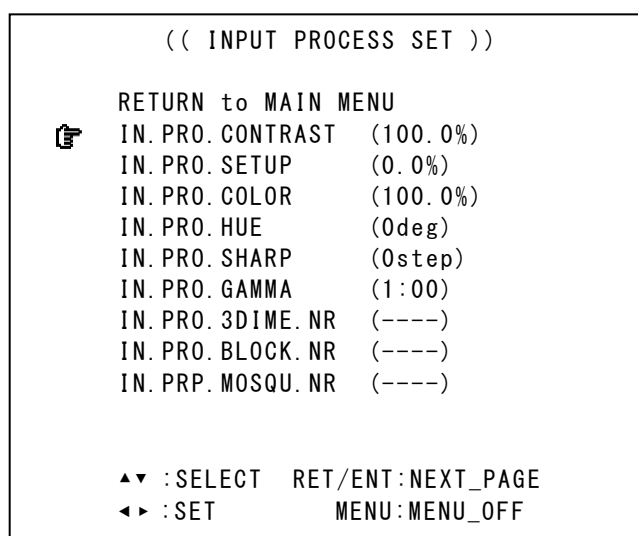 (( INPUT PROCESS SET ))
RETURN to MAIN MENU
IN.PRO.CONTRAST (100.0%)
IN.PRO.SETUP (0.0%)
IN.PRO.COLOR (100.0%)
IN.PRO.HUE (0deg)
IN.PRO.SHARP (0step)
IN.PRO.GAMMA (1:00)
IN.PRO.3DIME.NR (----)
IN.PRO.BLOCK.NR (----)
IN.PRP.MOSQU.NR (----)
▲▼ :SELECT RET/ENT:NEXT_PAGE
◄► :SET MENU:MENU_OFF